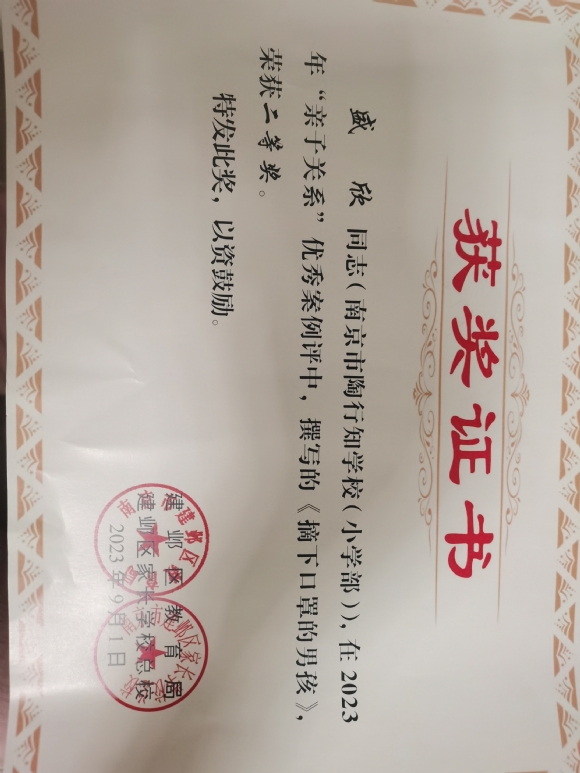 获奖证书
盛欣同志（南京市陶行知学校（小学部）），在2023
年“亲子关系”优秀案例评中，撰写的《摘下口罩的男孩》，
荣获二等奖。
特发此奖，以资鼓励。
建邺区教育局
建邺区家长学校总校
2023年9月1日